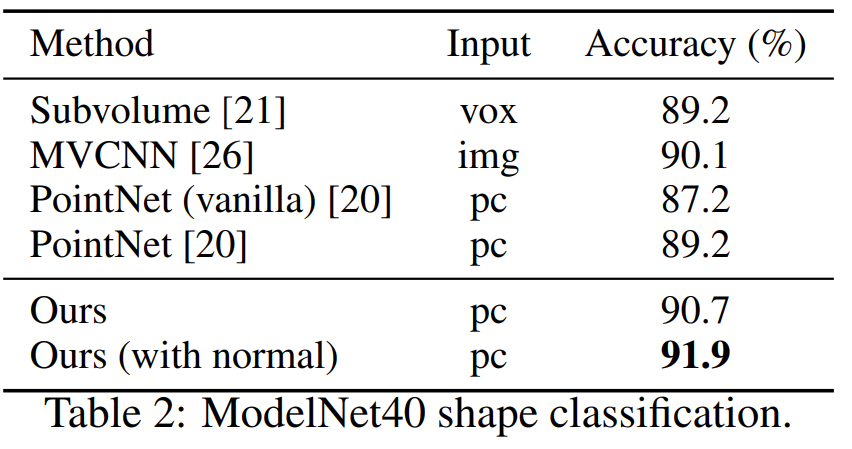 Method Input Accuracy (%)
Subvolume [21] vox 89.2
MVCNN [26] img 90.1
PointNet (vanilla) [20] pc 87.2
PointNet [20] pc 89.2
Ours pc 90.7
Ours (with normal) pc 91.9
Table 2: ModelNet40 shape classification.